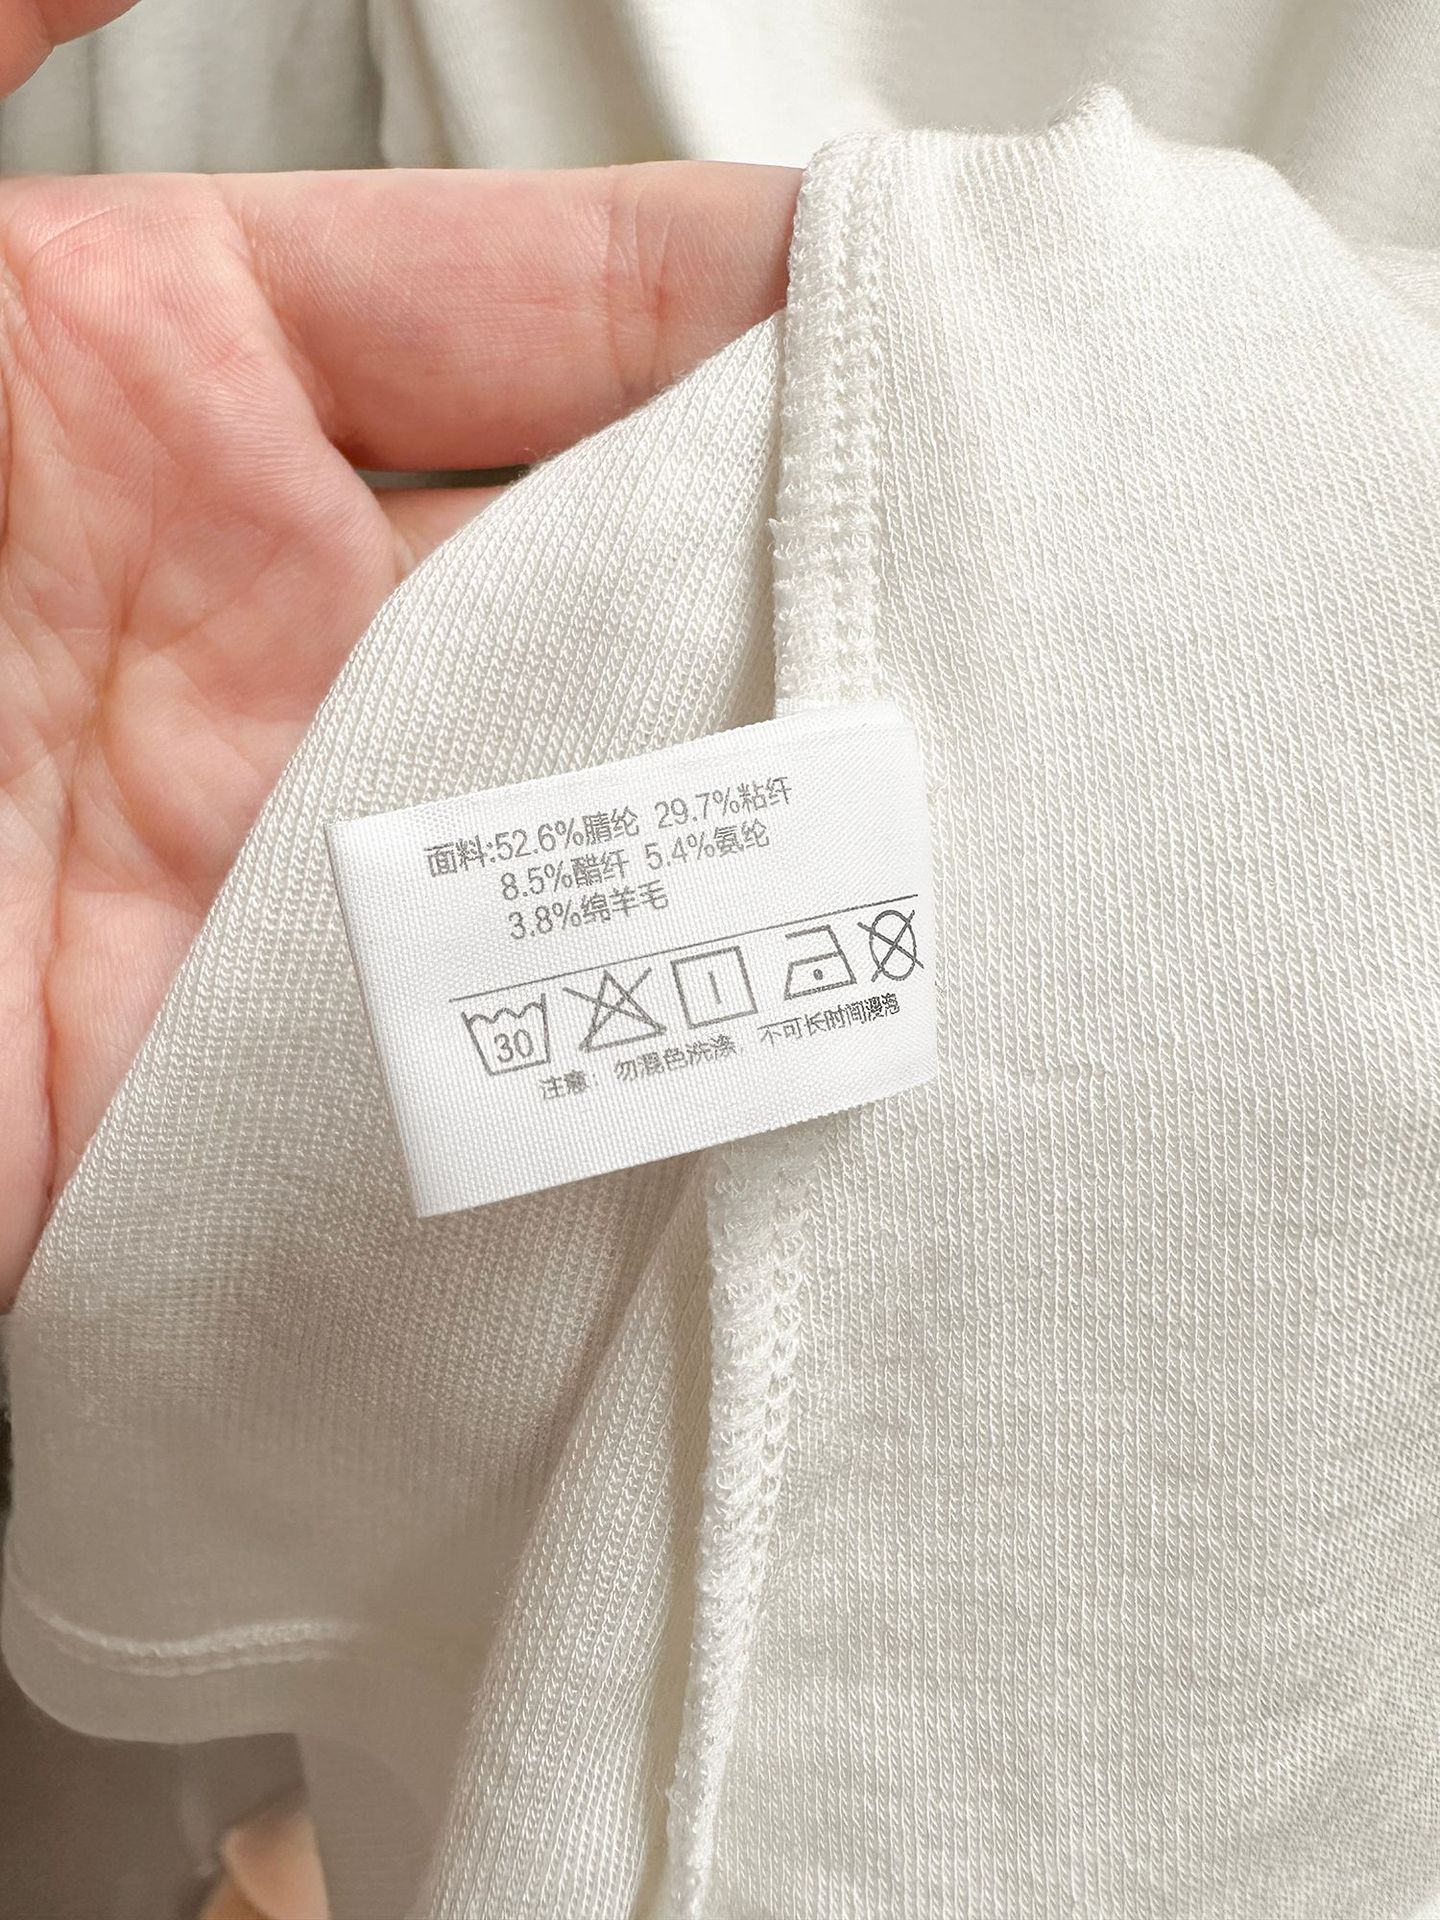 面料:52.6%腈纶 29.7%粘纤
8.5%醋纤 5.4%氨纶
3.8%绵羊毛
30
注意：勿混色洗涤，不可长时间浸泡